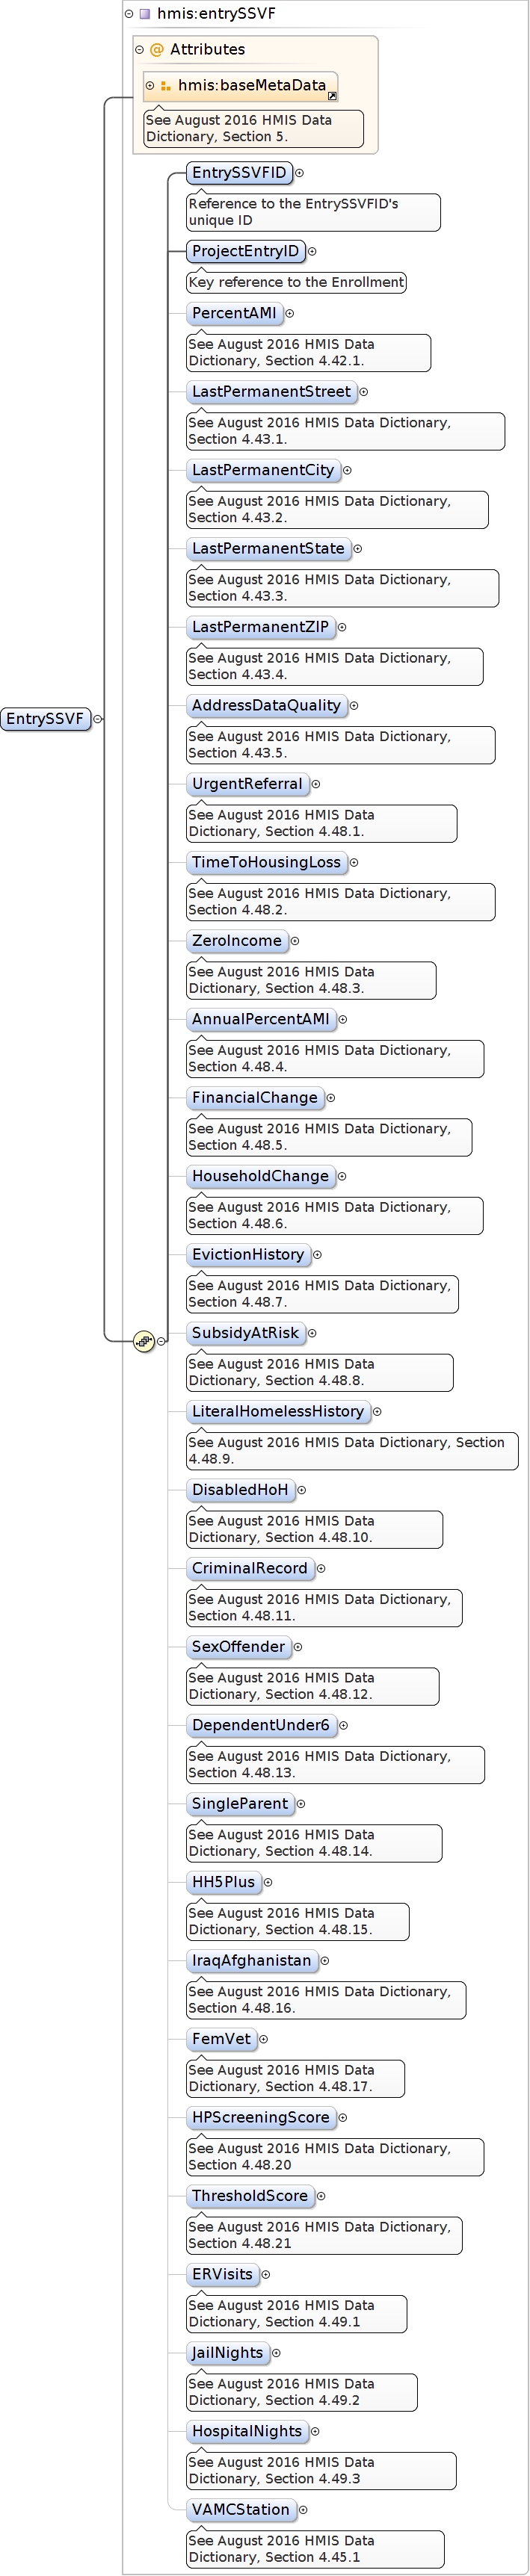 hmis:entrySSVF
@ Attributes
hmis:baseMetaData
See August 2016 HMIS Data
Dictionary, Section 5.
EntrySSVFID
Reference to the EntrySSVFID's
unique ID
ProjectEntryID
Key reference to the Enrollment
PercentAMI
See August 2016 HMIS Data
Dictionary, Section 4.42.1.
LastPermanentStreet
See August 2016 HMIS Data Dictionary,
Section 4.43.1.
LastPermanentCity
See August 2016 HMIS Data Dictionary,
Section 4.43.2.
LastPermanentState
See August 2016 HMIS Data Dictionary,
Section 4.43.3.
LastPermanentZIP
See August 2016 HMIS Data Dictionary,
Section 4.43.4.
EntrySSVF
AddressDataQuality
See August 2016 HMIS Data Dictionary,
Section 4.43.5.
UrgentReferral
See August 2016 HMIS Data
Dictionary, Section 4.48.1.
TimeToHousingLoss
See August 2016 HMIS Data Dictionary,
Section 4.48.2.
ZeroIncome
See August 2016 HMIS Data
Dictionary, Section 4.48.3.
AnnualPercentAMI
See August 2016 HMIS Data Dictionary,
Section 4.48.4.
FinancialChange
See August 2016 HMIS Data Dictionary,
Section 4.48.5.
HouseholdChange
See August 2016 HMIS Data Dictionary,
Section 4.48.6.
EvictionHistory
See August 2016 HMIS Data Dictionary,
Section 4.48.7.
SubsidyAtRisk
See August 2016 HMIS Data
Dictionary, Section 4.48.8.
LiteralHomelessHistory
See August 2016 HMIS Data Dictionary, Section
4.48.9.
DisabledHoH
See August 2016 HMIS Data
Dictionary, Section 4.48.10.
CriminalRecord
See August 2016 HMIS Data Dictionary,
Section 4.48.11.
SexOffender
See August 2016 HMIS Data
Dictionary, Section 4.48.12.
DependentUnder6
See August 2016 HMIS Data Dictionary,
Section 4.48.13.
SingleParent
See August 2016 HMIS Data
Dictionary, Section 4.48.14.
HH5Plus
See August 2016 HMIS Data
Dictionary, Section 4.48.15.
IraqAfghanistan
See August 2016 HMIS Data Dictionary,
Section 4.48.16.
FemVet
See August 2016 HMIS Data
Dictionary, Section 4.48.17.
HPScreeningScore
See August 2016 HMIS Data Dictionary,
Section 4.48.20
ThresholdScore
See August 2016 HMIS Data Dictionary,
Section 4.48.21
ERVisits
See August 2016 HMIS Data
Dictionary, Section 4.49.1
JailNights
See August 2016 HMIS Data
Dictionary, Section 4.49.2
HospitalNights
See August 2016 HMIS Data
Dictionary, Section 4.49.3
VAMCStation
See August 2016 HMIS Data
Dictionary, Section 4.45.1